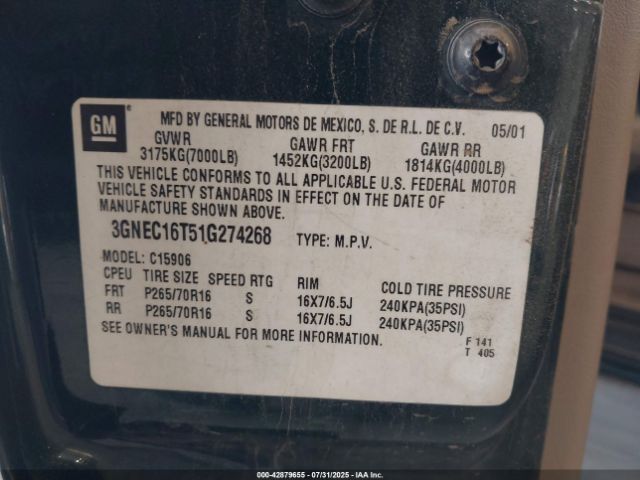 GM
MFD BY GENERAL MOTORS DE MEXICO, S. DE R.L. DE C.V. 05/01
GVWR GAWR FRT GAWR RR
3175KG(7000LB) 1452KG(3200LB) 1814KG(4000LB)
THIS VEHICLE CONFORMS TO ALL APPLICABLE U.S. FEDERAL MOTOR
VEHICLE SAFETY STANDARDS IN EFFECT ON THE DATE OF
MANUFACTURE SHOWN ABOVE.
3GNEC16T51G274268 TYPE: M.P.V.
MODEL: C15906
CPEU TIRE SIZE SPEED RTG RIM COLD TIRE PRESSURE
FRT P265/70R16 S 16X7/6.5J 240KPA(35PSI)
RR P265/70R16 S 16X7/6.5J 240KPA(35PSI)
SEE OWNER'S MANUAL FOR MORE INFORMATION.
F 141
T 405
000-42879655 - 07/31/2025 - IAA Inc.